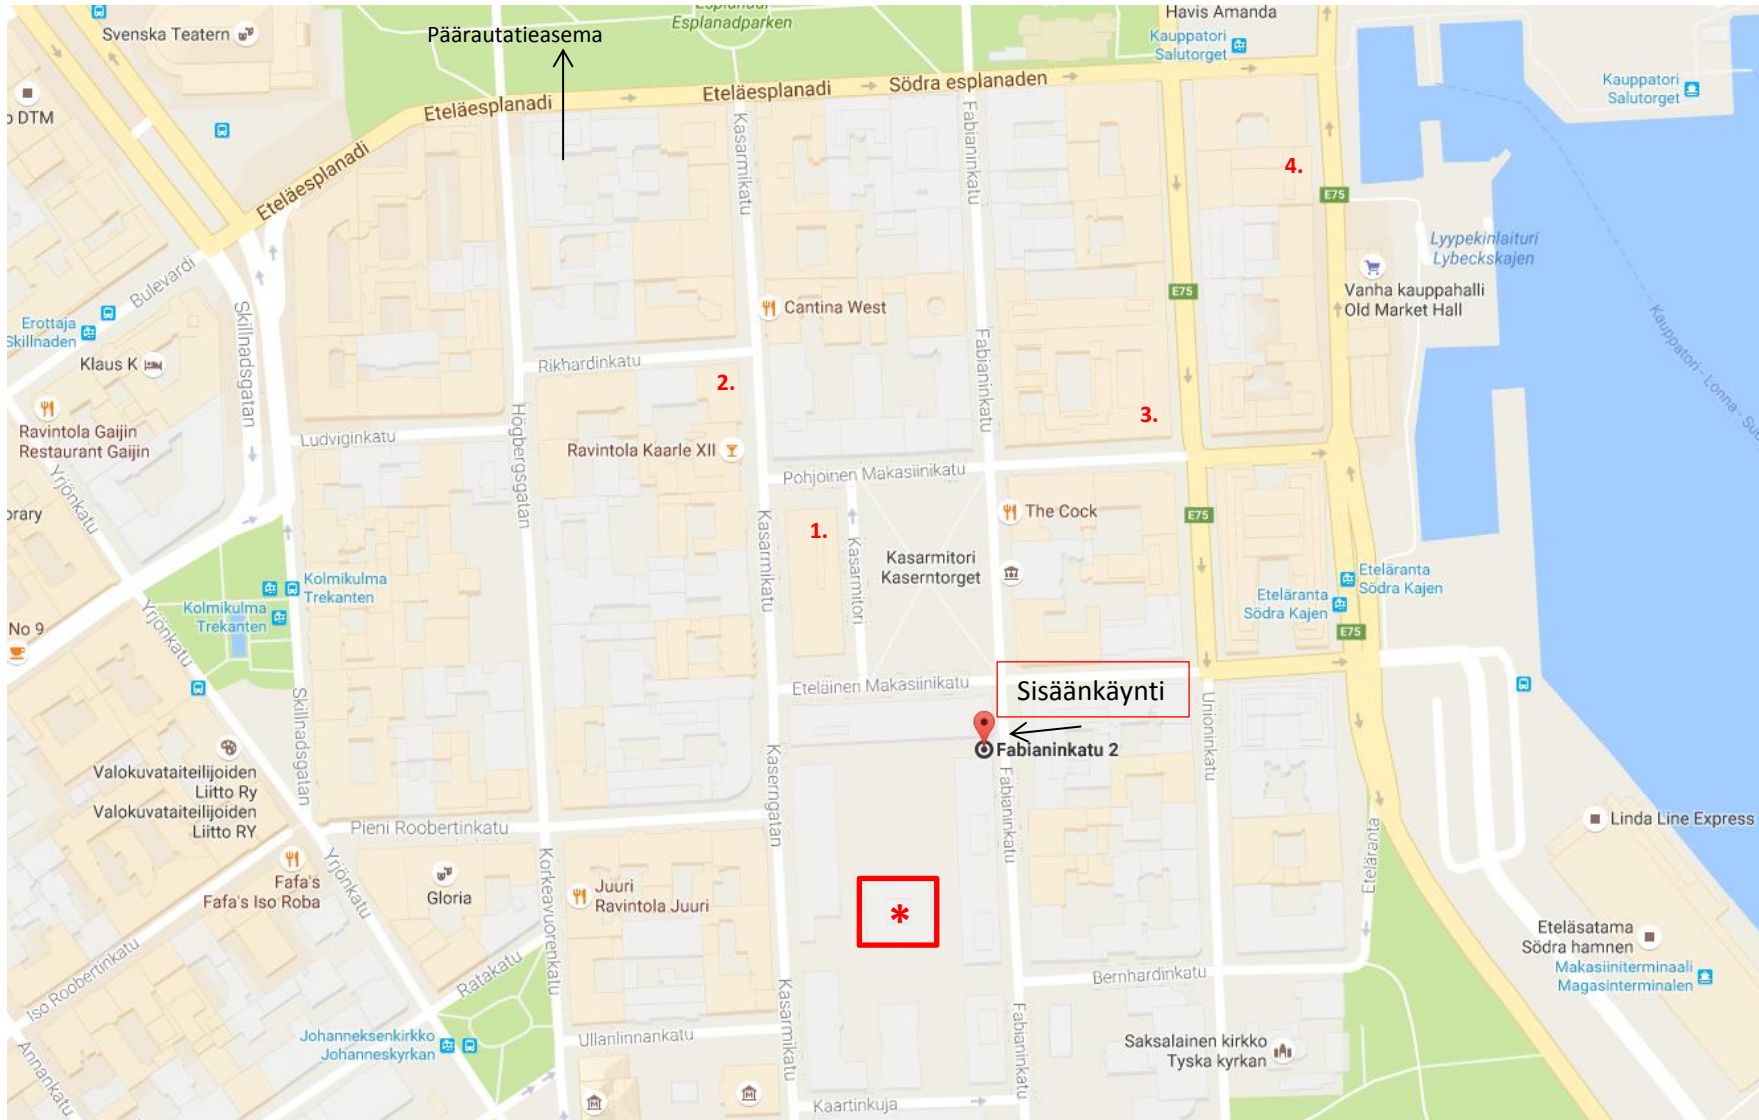 Svenska Teatern
Päärautatieasema
Esplanadi
Esplanadparken
Havis Amanda
Kauppatori
Salutorget
Kauppatori
Salutorget
DTM
Eteläesplanadi
Eteläesplanadi
Södra esplanaden
Eteläesplanadi
Kasarmikatu
Fabianinkatu
4.
E75
Lyypekinlaituri
Lybeckskajen
Bulevardi
Erottaja
Skillnaden
Klaus K
Skillnadsgatan
Cantina West
E75
Vanha kauppahalli
Old Market Hall
Kauppatori - Lonna - Suo
Rikhardinkatu
Fabianinkatu
2.
3.
Ravintola Gaijin
Restaurant Gaijin
Ludviginkatu
Högbergsgatan
Ravintola Kaarle XII
Pohjoinen Makasiinikatu
Yrjönkatu
brary
The Cock
E75
1.
Kasarmikatu
Kasarmitori
Kasarmitori
Kaserntorget
Kolmikulma
Trekanten
Kolmikulma
Trekanten
Eteläranta
Södra Kajen
Eteläranta
Södra Kajen
No 9
Yrjönkatu
E75
Eteläinen Makasiinikatu
Sisäänkäynti
Skillnadsgatan
Unioninkatu
Fabianinkatu 2
Valokuvataiteilijoiden
Liitto Ry
Valokuvataiteilijoiden
Liitto RY
Kaserngatan
Fabianinkatu
Pieni Roobertinkatu
Linda Line Express
Eteläranta
Fafa's
Fafa's Iso Roba
Yrjönkatu
Gloria
Korkeavuorenkatu
Juuri
Ravintola Juuri
*
Eteläsatama
Södra hamnen
Makasiiniterminaali
Magasinterminalen
Iso Roobertinkatu
Ratakatu
Bernhardinkatu
Kasarmikatu
Fabianinkatu
Johanneksenkirkko
Johanneskyrkan
Ullanlinnankatu
Saksalainen kirkko
Tyska kyrkan
Annankatu
Kaartinkuja